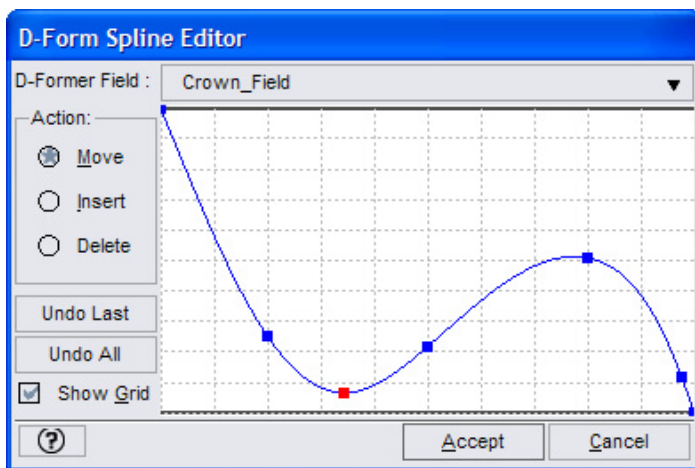 D-Form Spline Editor
D-Former Field : Crown_Field
Action:
Move
Insert
Delete
Undo Last
Undo All
Show Grid
?
Accept
Cancel